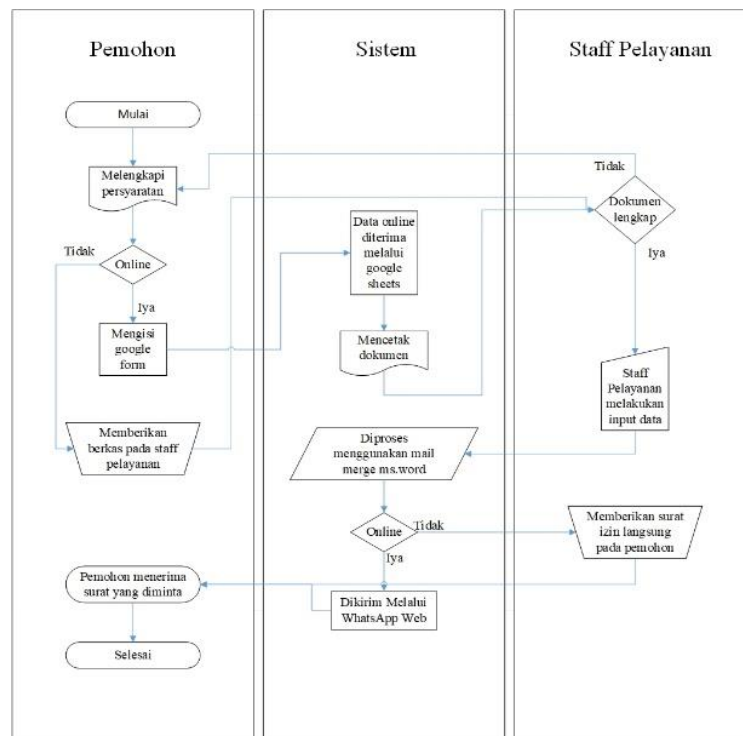 Pemohon
Sistem
Staff Pelayanan
Mulai
Melengkapi
persyaratan
Tidak
Online
Iya
Mengisi
google
form
Memberikan
berkas pada staff
pelayanan
Pemohon menerima
surat yang diminta
Selesai
Data online
diterima
melalui
google
sheets
Mencetak
dokumen
Diproses
menggunakan mail
merge ms.word
Online
Tidak
Iya
Dikirim Melalui
WhatsApp Web
Tidak
Dokumen
lengkap
Iya
Staff
Pelayanan
melakukan
input data
Memberikan surat
izin langsung
pada pemohon